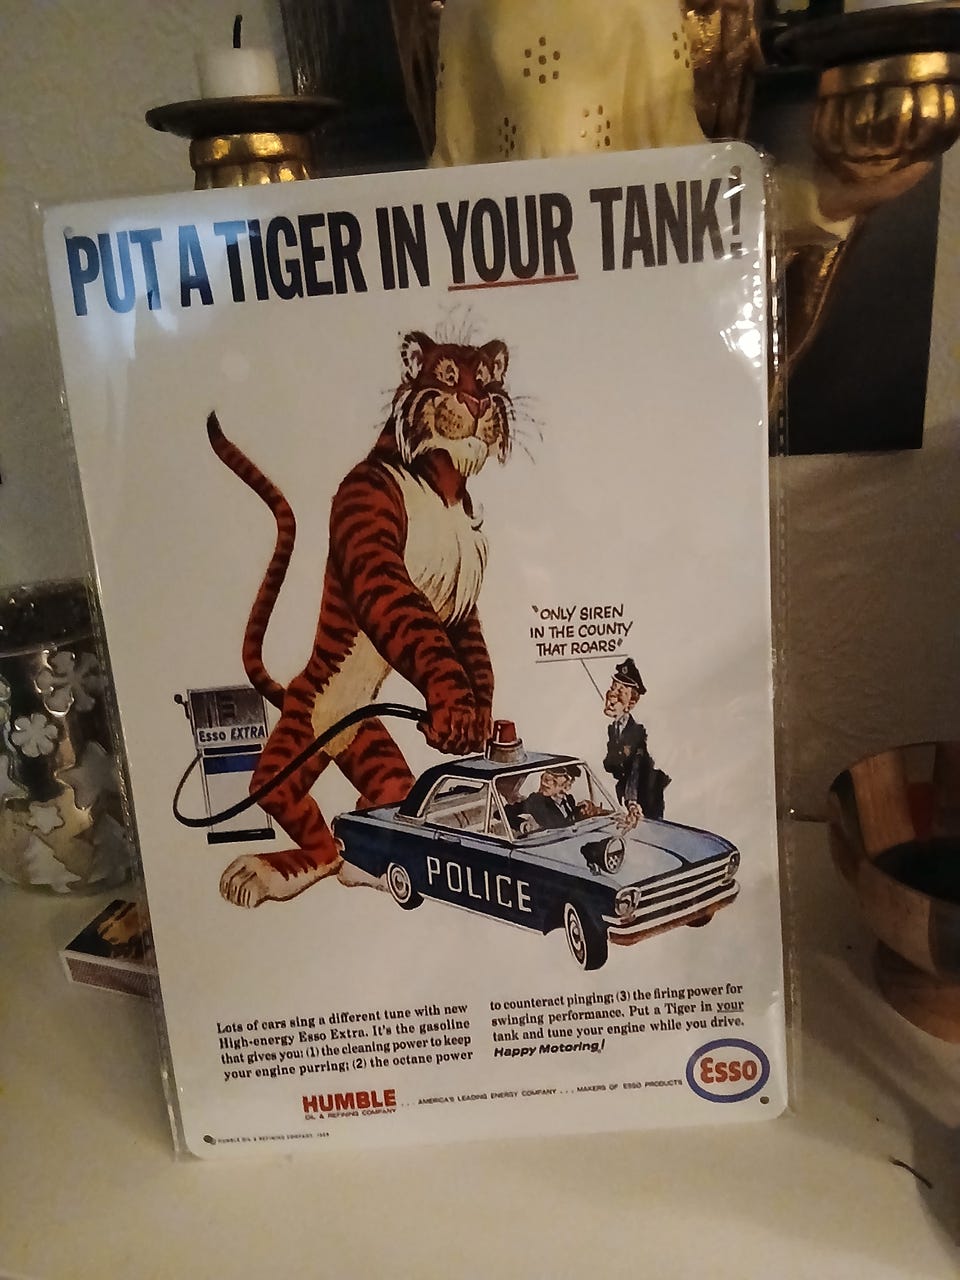 PUT A TIGER IN YOUR TANK!
"ONLY SIREN
IN THE COUNTY
THAT ROARS"
Esso EXTRA
POLICE
Lots of cars sing a different tune with new
High-energy Esso Extra. It's the gasoline
that gives you: (1) the cleaning power to keep
your engine purring; (2) the octane power
to counteract pinging; (3) the firing power for
swinging performance. Put a Tiger in your
tank and tune your engine while you drive.
Happy Motoring!
HUMBLE
OIL & REFINING COMPANY
... AMERICA'S LEADING ENERGY COMPANY ... MAKERS OF ESSO PRODUCTS
Esso
HUMBLE OIL & REFINING COMPANY,